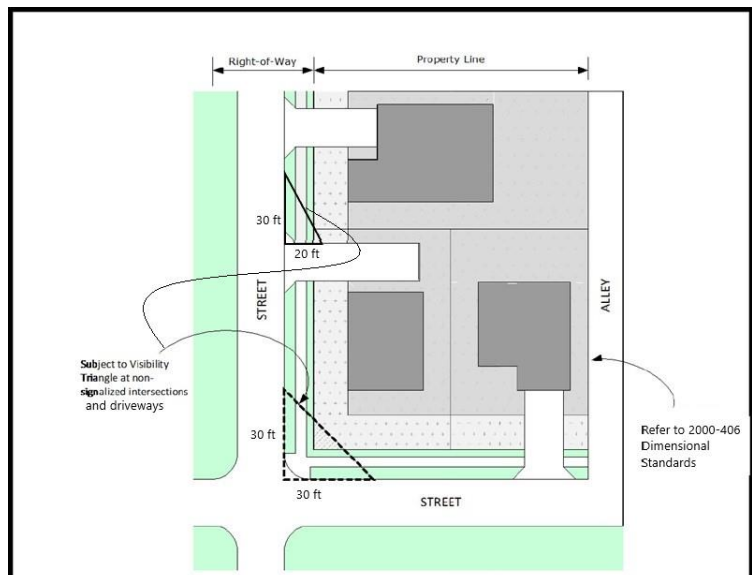 Right-of-Way
Property Line
30 ft
20 ft
STREET
ALLEY
Subject to Visibility
Triangle at non-
signalized intersections
and driveways
30 ft
30 ft
Refer to 2000-406
Dimensional
Standards
STREET